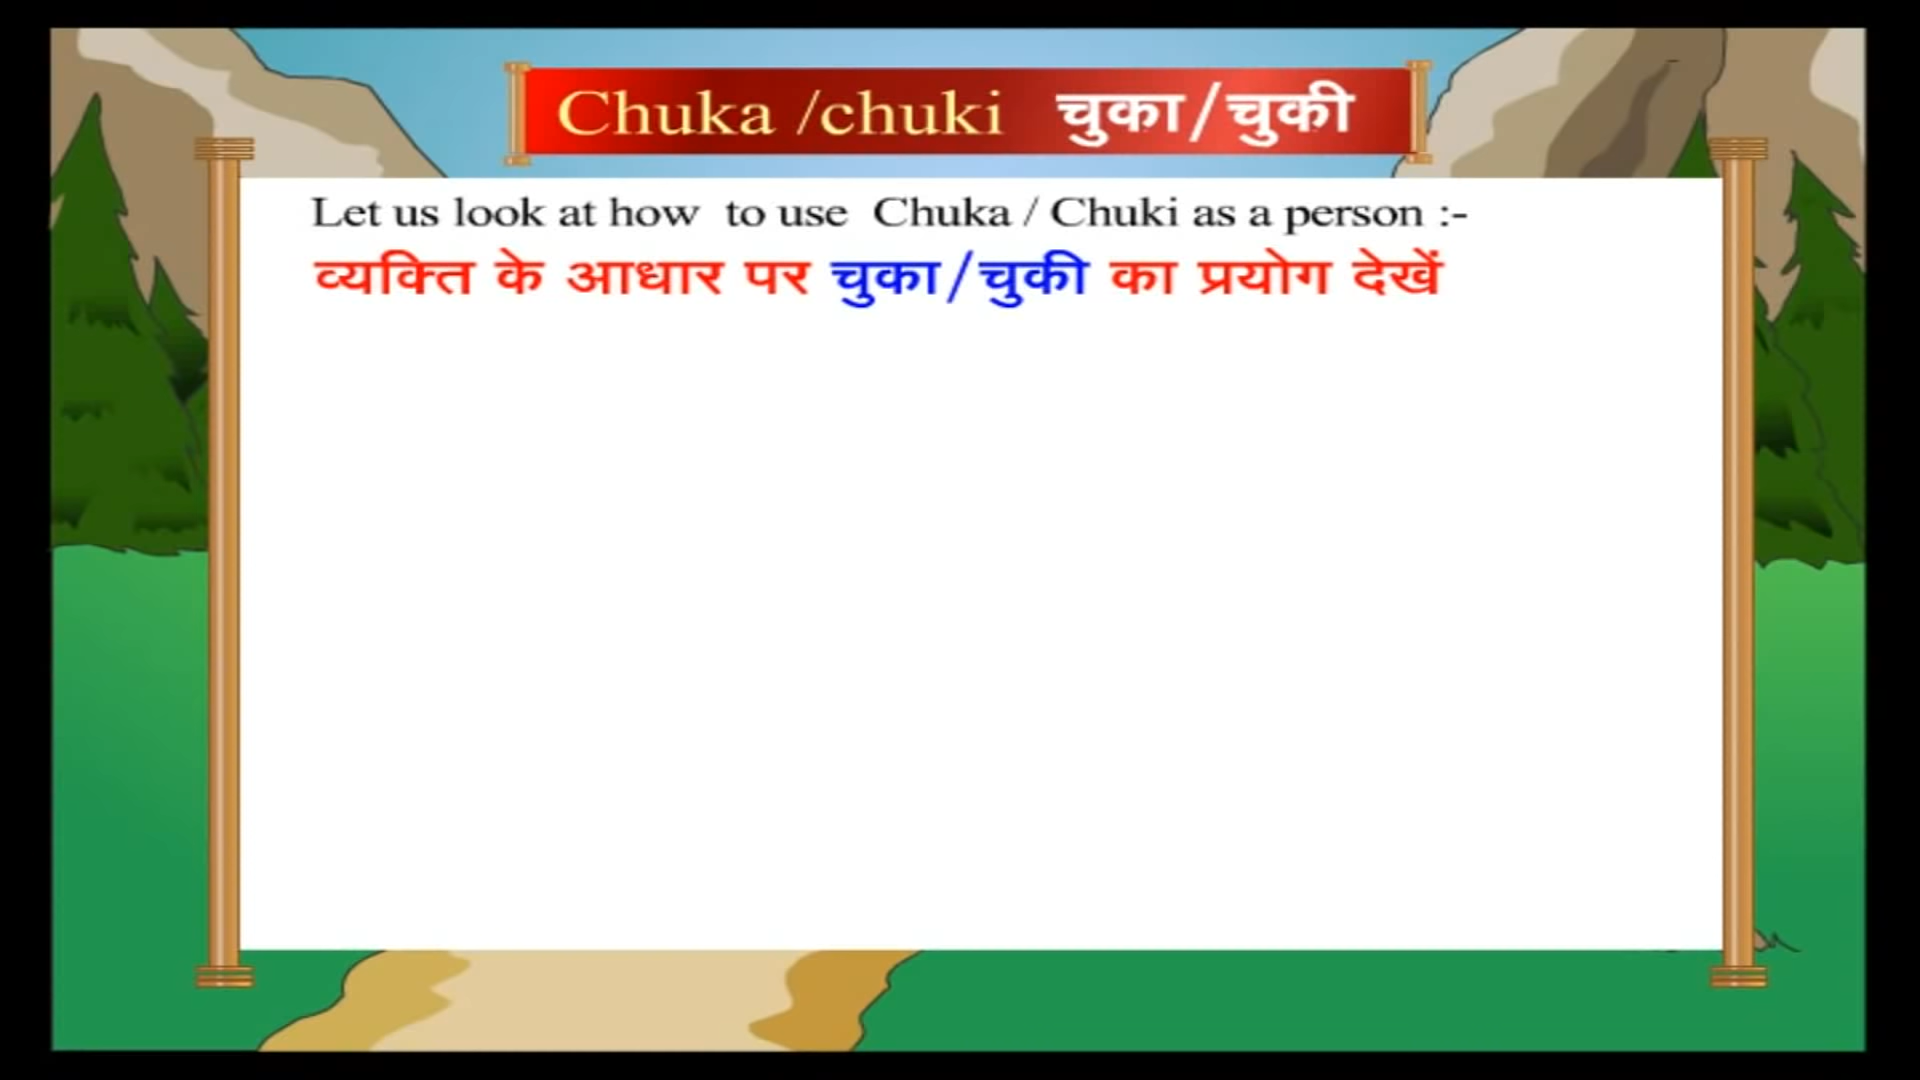 Chuka /chuki चुका/चुकी
Let us look at how to use Chuka / Chuki as a person :-
व्यक्ति के आधार पर चुका/चुकी का प्रयोग देखें